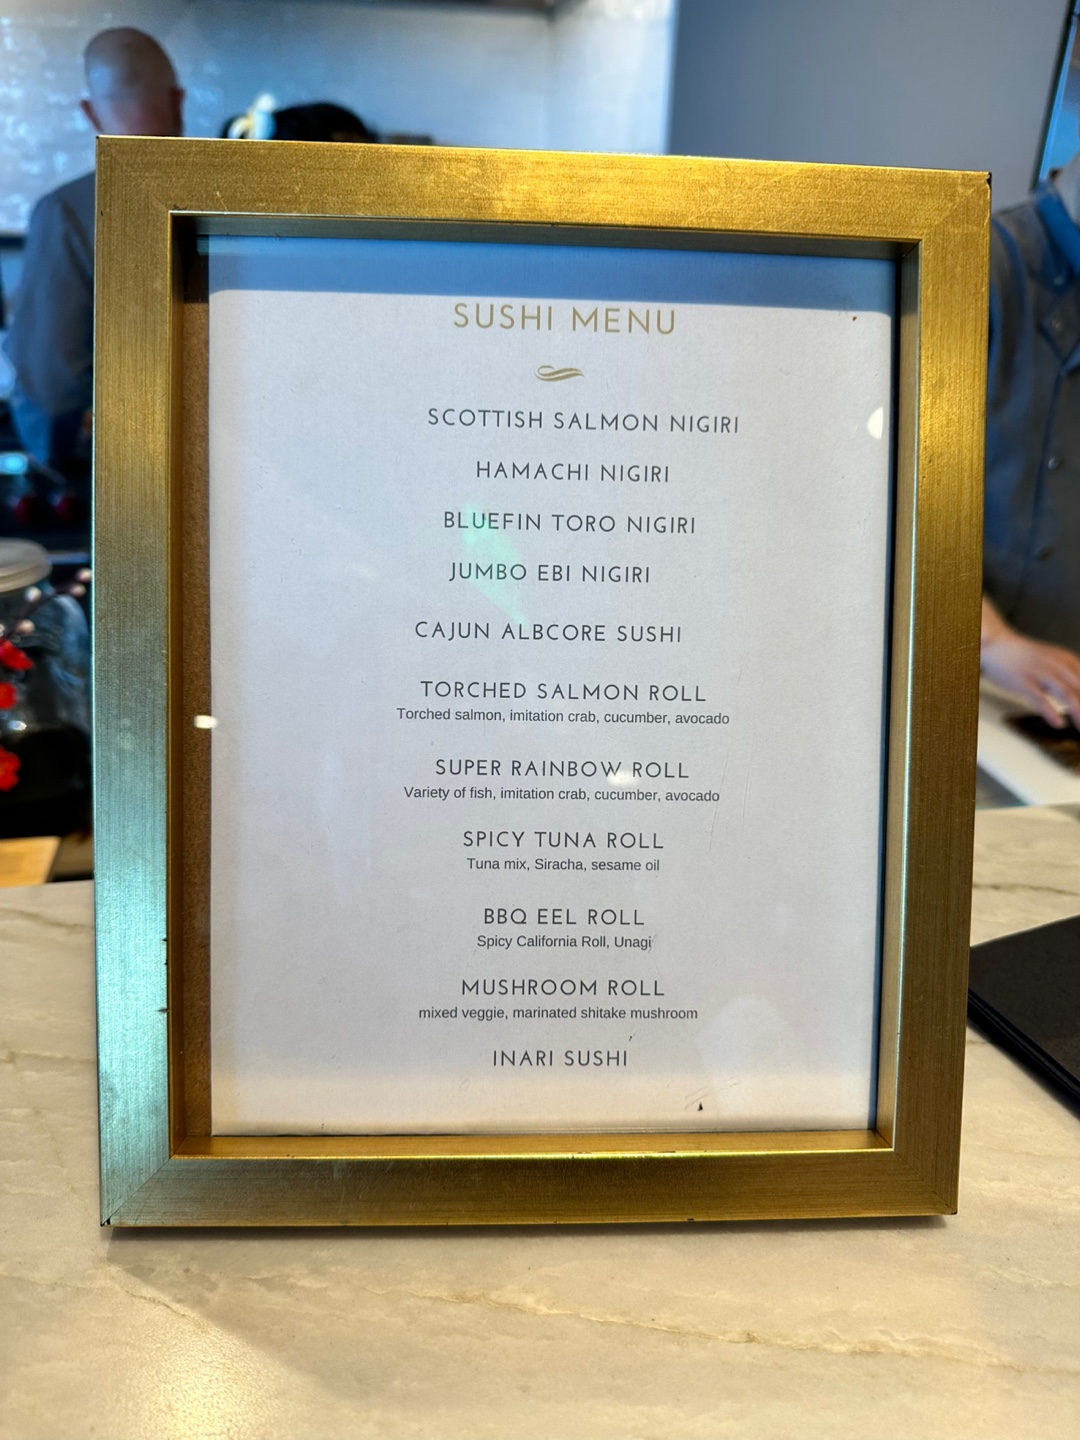 SUSHI MENU
SCOTTISH SALMON NIGIRI
HAMACHI NIGIRI
BLUEFIN TORO NIGIRI
JUMBO EBI NIGIRI
CAJUN ALBCORE SUSHI
TORCHED SALMON ROLL
Torched salmon, imitation crab, cucumber, avocado
SUPER RAINBOW ROLL
Variety of fish, imitation crab, cucumber, avocado
SPICY TUNA ROLL
Tuna mix, Siracha, sesame oil
BBQ EEL ROLL
Spicy California Roll, Unagi
MUSHROOM ROLL
mixed veggie, marinated shitake mushroom
INARI SUSHI